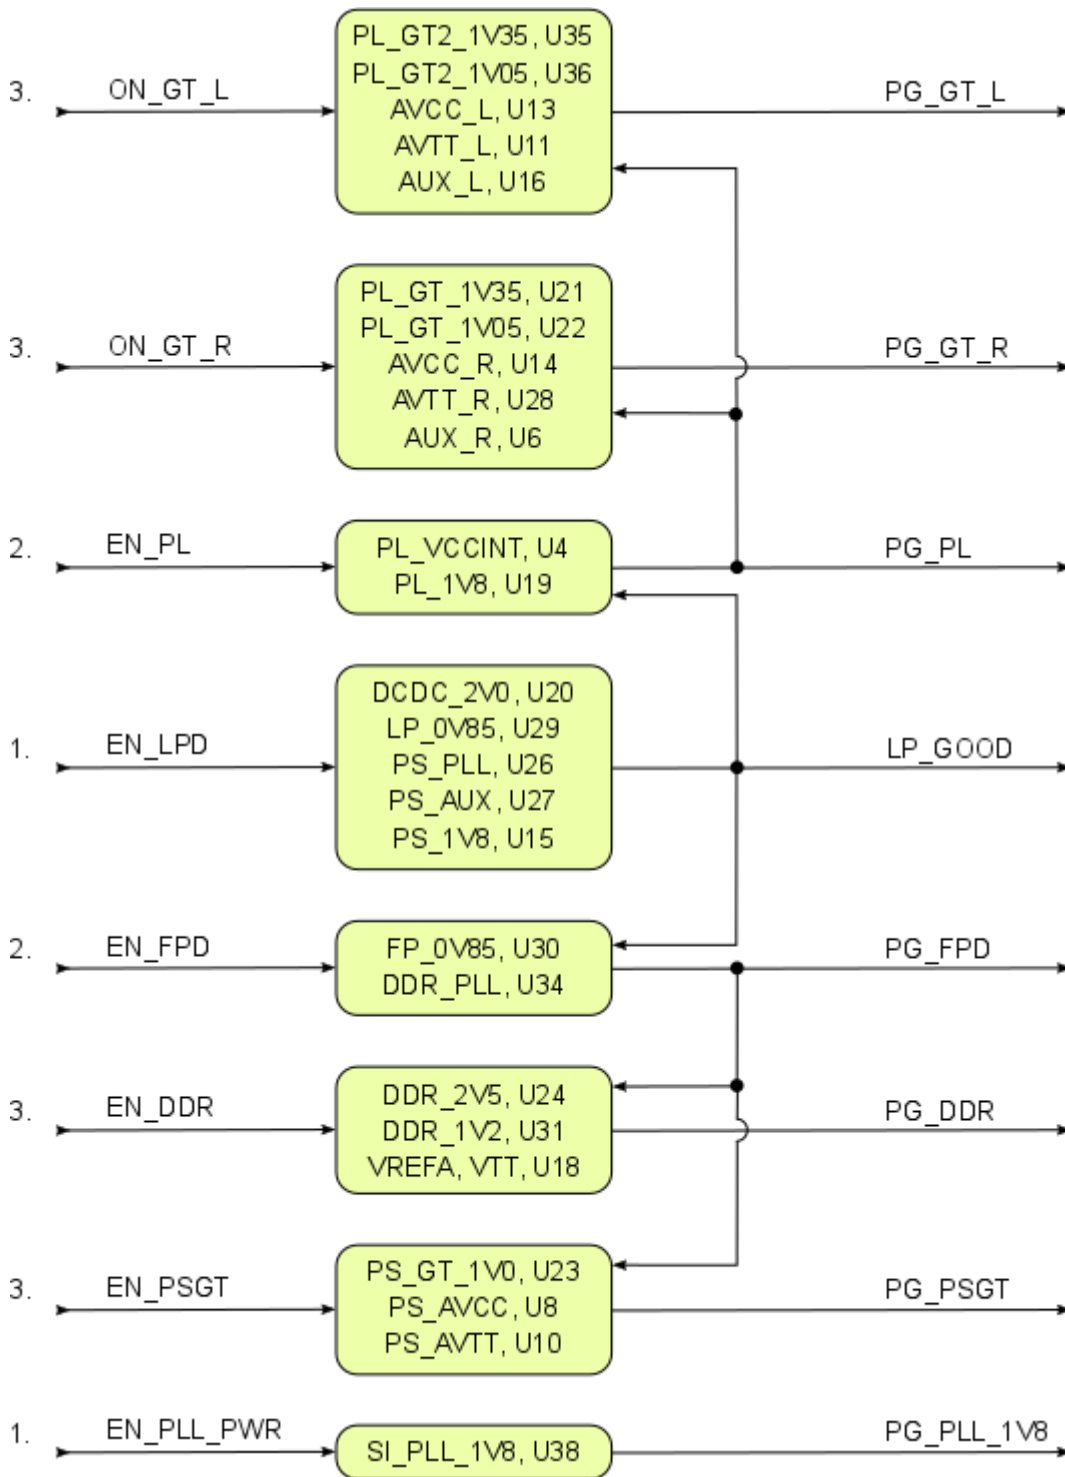 PL_GT2_1V35, U35
PL_GT2_1V05, U36
3. ON_GT_L AVCC_L, U13 PG_GT_L
AVTT_L, U11
AUX_L, U16
PL_GT_1V35, U21
PL_GT_1V05, U22
3. ON_GT_R AVCC_R, U14 PG_GT_R
AVTT_R, U28
AUX_R, U6
2. EN_PL PL_VCCINT, U4 PG_PL
PL_1V8, U19
DCDC_2V0, U20
LP_0V85, U29
1. EN_LPD PS_PLL, U26 LP_GOOD
PS_AUX, U27
PS_1V8, U15
2. EN_FPD FP_0V85, U30 PG_FPD
DDR_PLL, U34
DDR_2V5, U24
3. EN_DDR DDR_1V2, U31 PG_DDR
VREFA, VTT, U18
PS_GT_1V0, U23
3. EN_PSGT PS_AVCC, U8 PG_PSGT
PS_AVTT, U10
1. EN_PLL_PWR SI_PLL_1V8, U38 PG_PLL_1V8